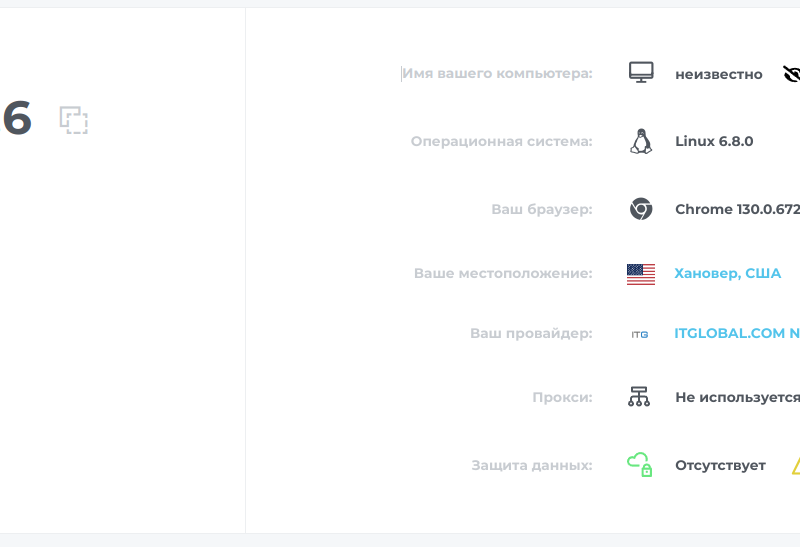 Имя вашего компьютера: неизвестно
6
Операционная система: Linux 6.8.0
Ваш браузер: Chrome 130.0.672
Ваше местоположение: Хановер, США
Ваш провайдер: ITG ITGLOBAL.COM N
Прокси: Не используется
Защита данных: Отсутствует